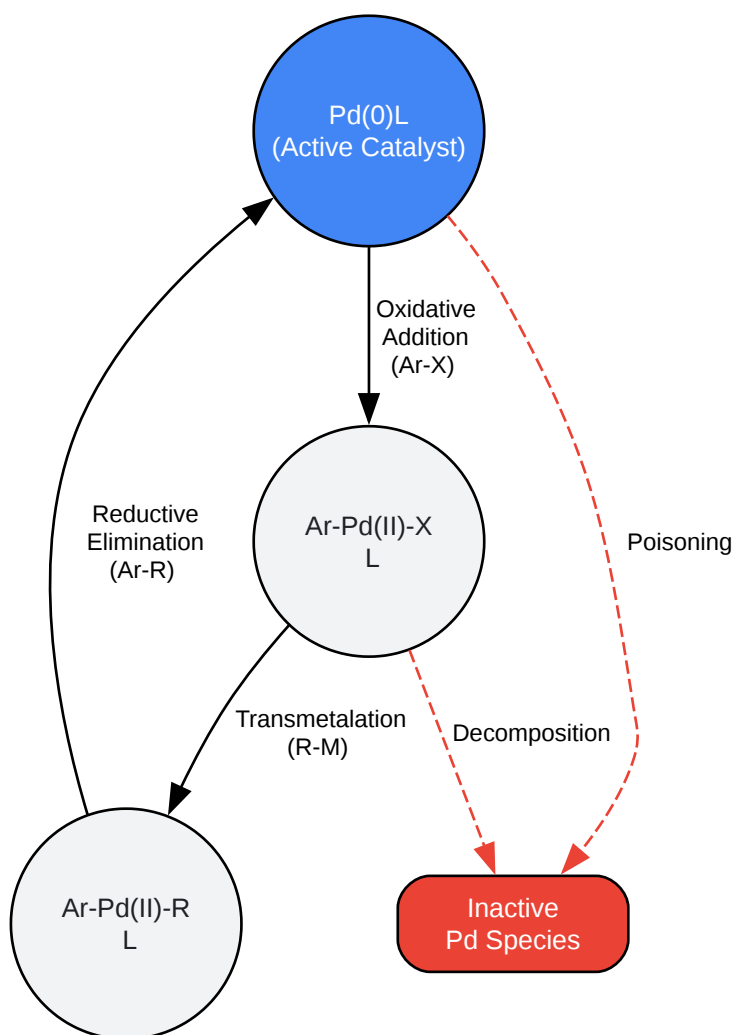 Pd(0)L
(Active Catalyst)
Oxidative
Addition
(Ar-X)
Reductive
Elimination
(Ar-R)
Ar-Pd(II)-X
L
Poisoning
Transmetalation
(R-M)
Decomposition
Ar-Pd(II)-R
L
Inactive
Pd Species